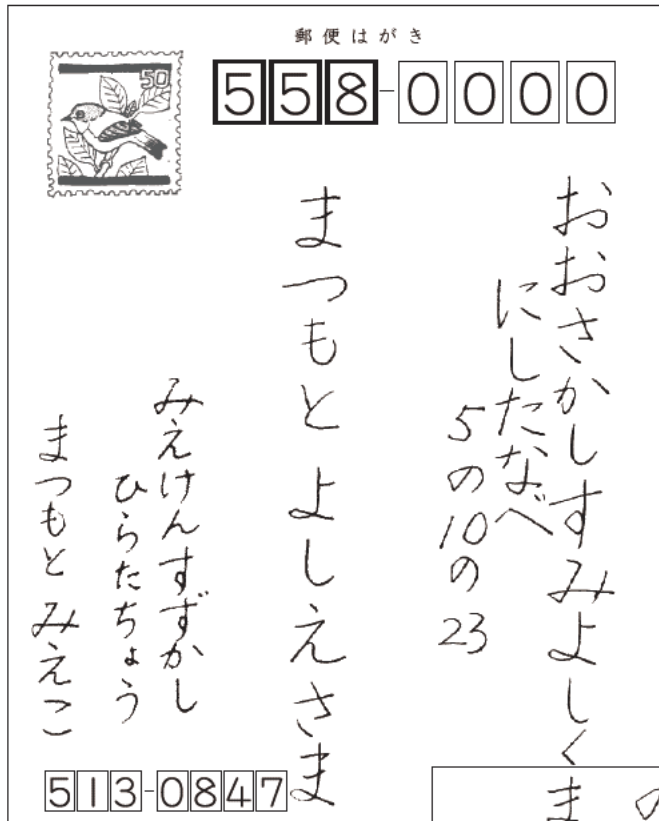 郵便はがき
50
558-0000
おおさかしすみよしくま
にしたなべ
5の10の23
まつもと よしえさま
みえけんすずかし
ひらたちょう
まつもと みえこ
513-0847
の